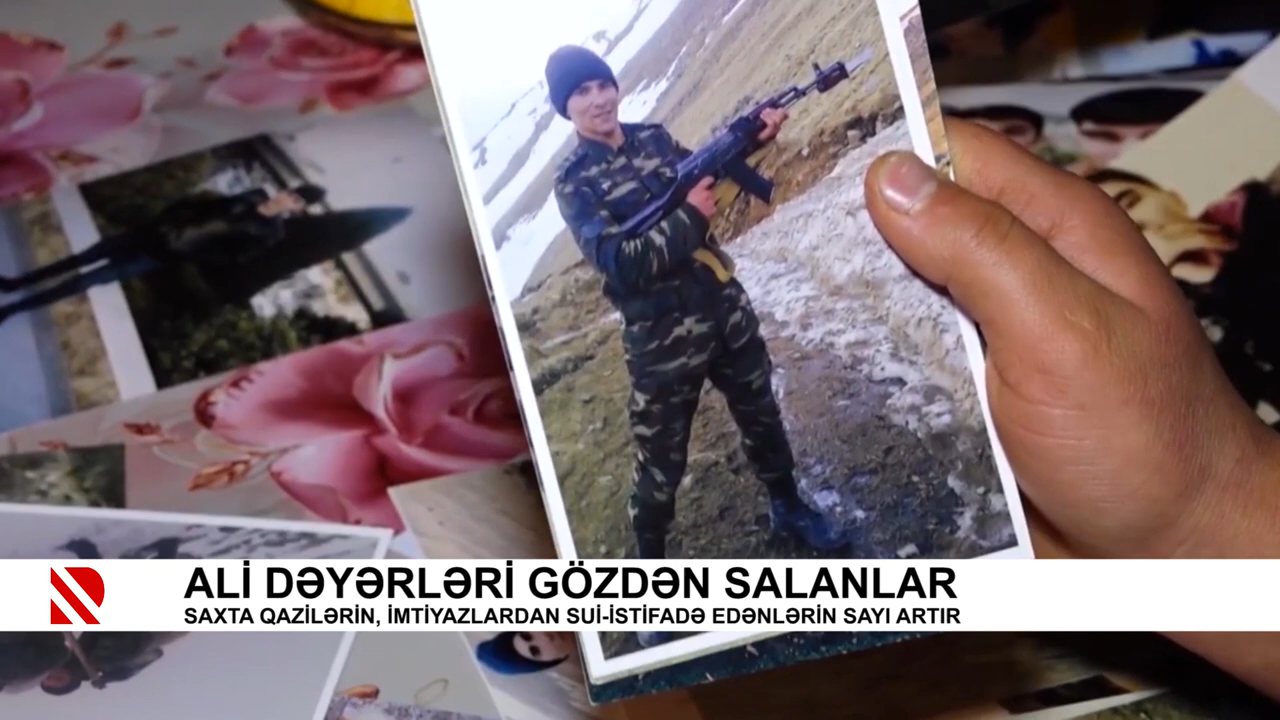 ALİ DƏYƏRLƏRİ GÖZDƏN SALANLAR
SAXTA QAZİLƏRİN, İMTİYAZLARDAN SUİ-İSTİFADƏ EDƏNLƏRİN SAYI ARTIR